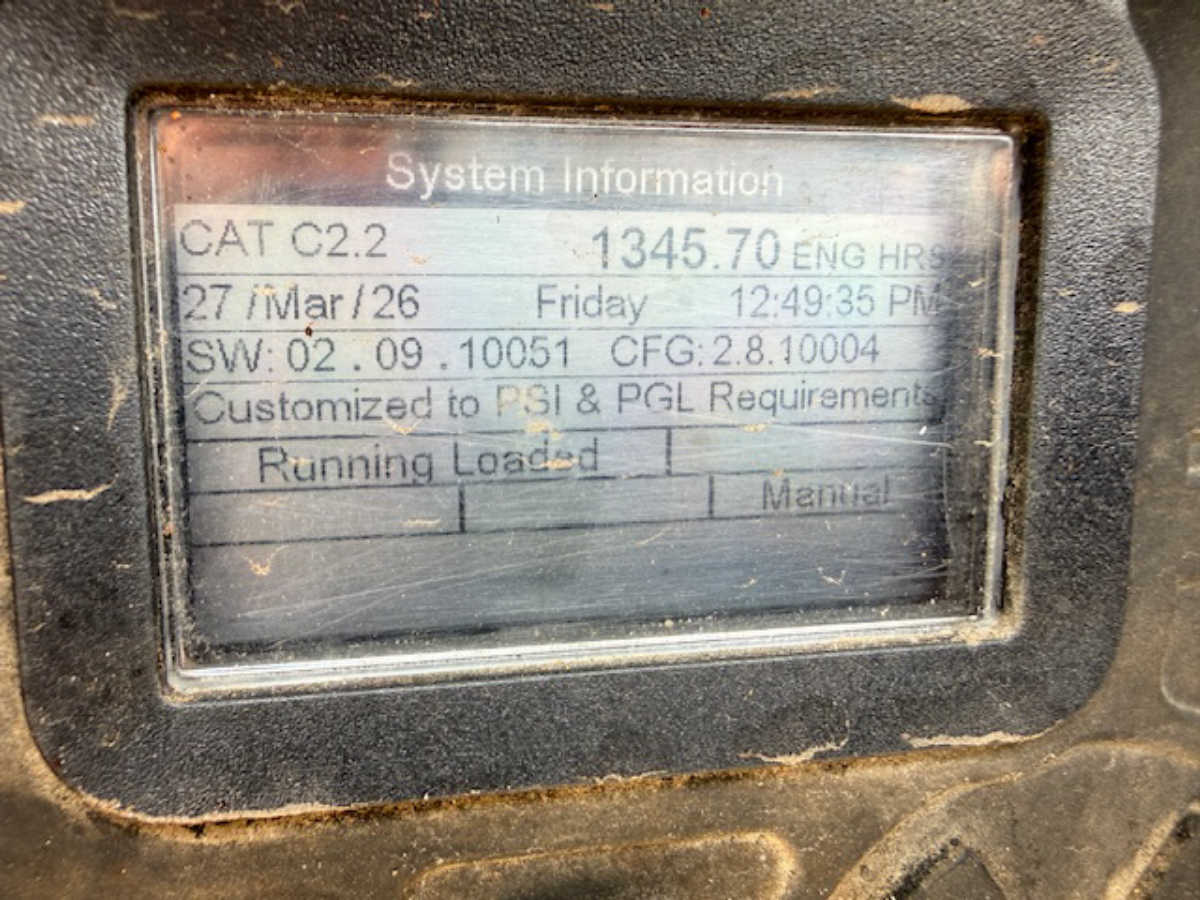 System Information
CAT C2.2 1345.70 ENG HRS
27 /Mar/26 Friday 12:49:35 PM
SW: 02 . 09 . 10051 CFG: 2.8.10004
Customized to PSI & PGL Requirements
Running Loaded
Manual